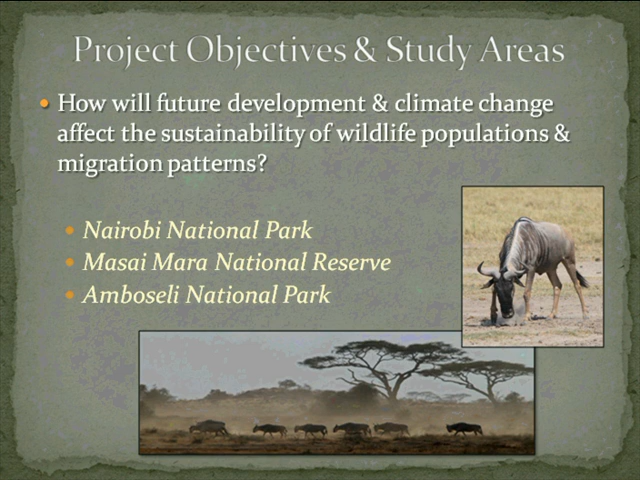 Project Objectives & Study Areas
How will future development & climate change
affect the sustainability of wildlife populations &
migration patterns?
Nairobi National Park
Masai Mara National Reserve
Amboseli National Park